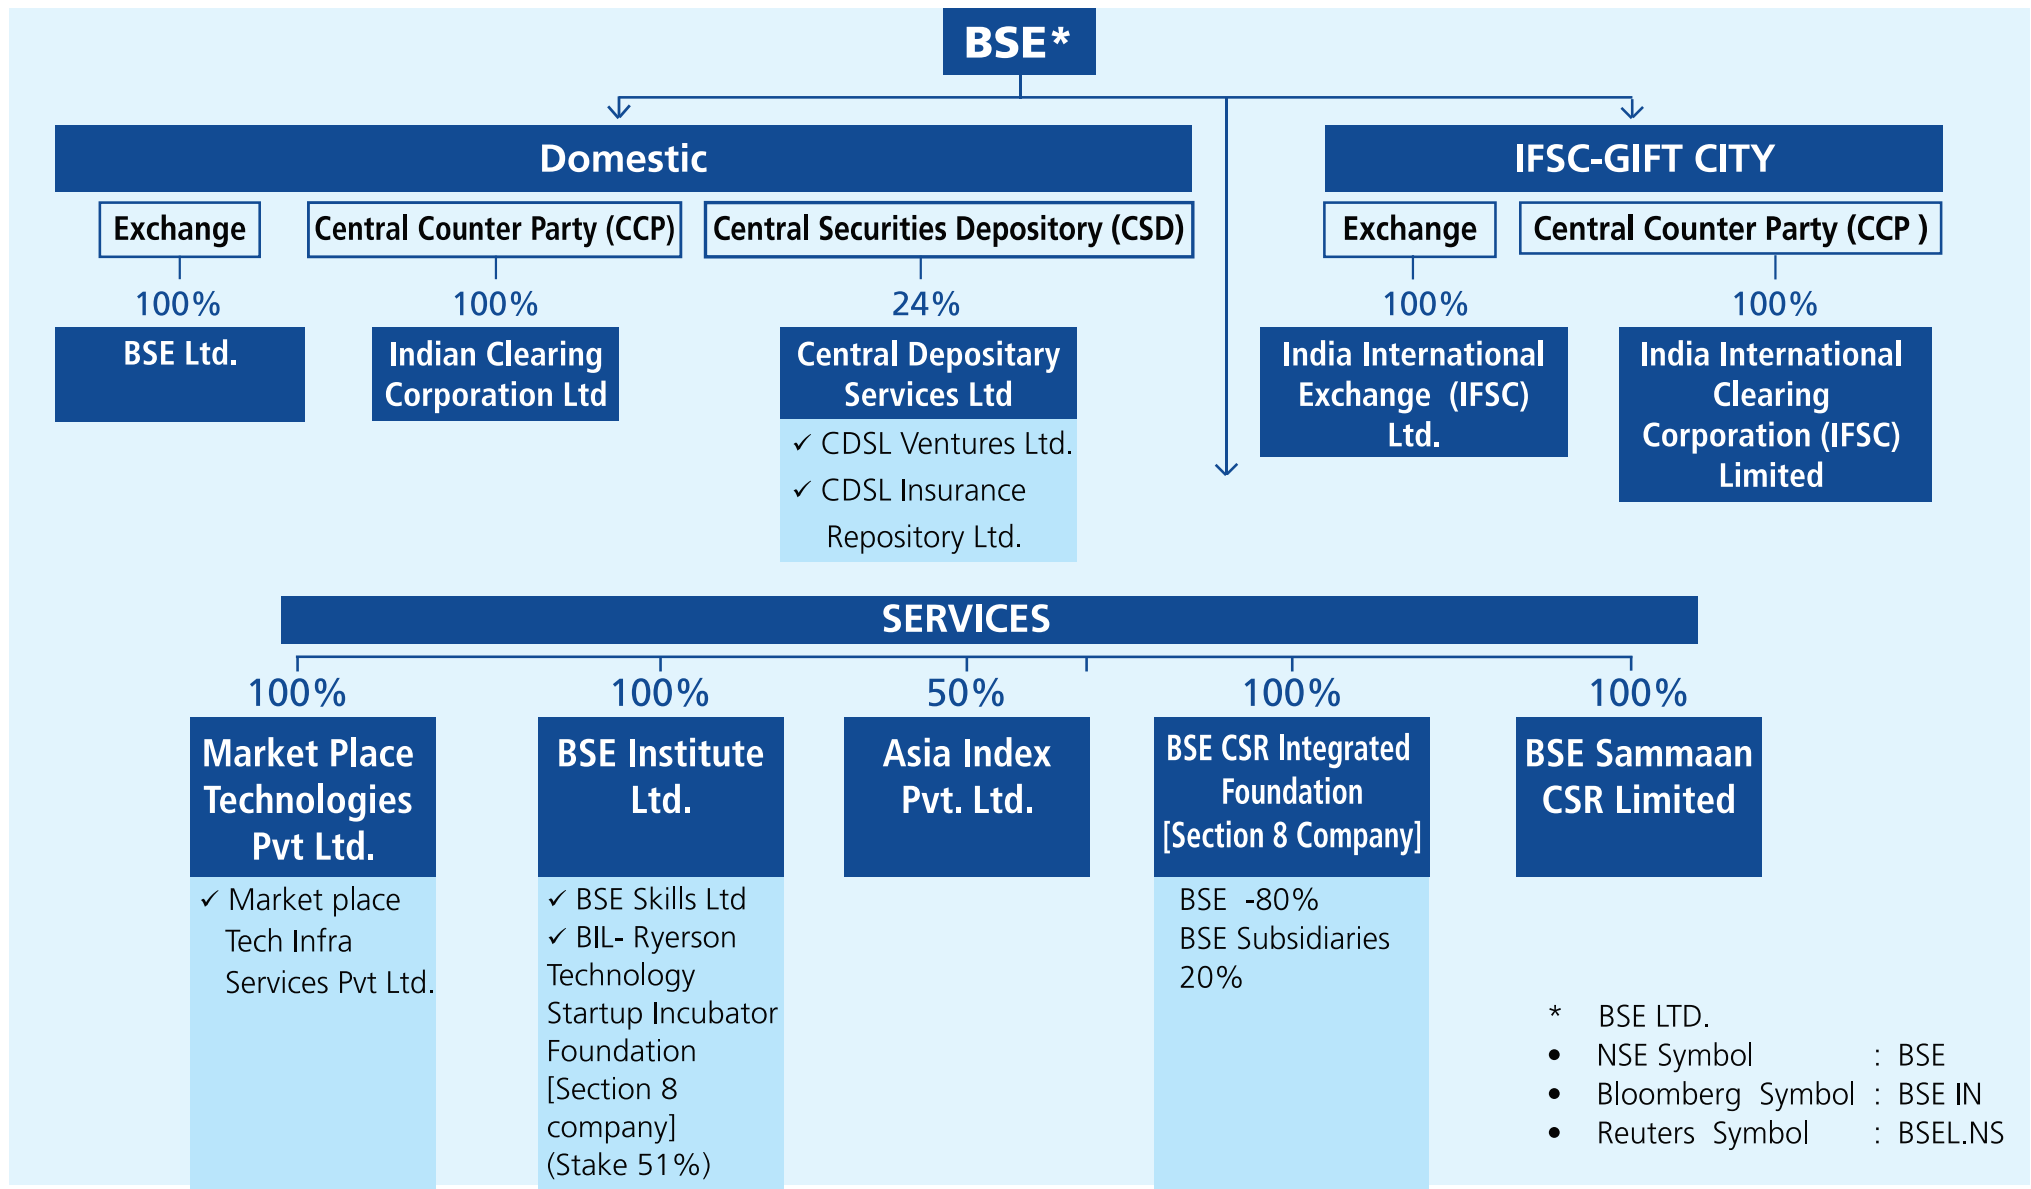 BSE*
Domestic
Exchange
100%
BSE Ltd.
Central Counter Party (CCP)
100%
Indian Clearing
Corporation Ltd
Central Securities Depository (CSD)
24%
Central Depositary
Services Ltd
✓ CDSL Ventures Ltd.
✓ CDSL Insurance
Repository Ltd.
IFSC-GIFT CITY
Exchange
100%
India International
Exchange (IFSC)
Ltd.
Central Counter Party (CCP )
100%
India International
Clearing
Corporation (IFSC)
Limited
SERVICES
100%
Market Place
Technologies
Pvt Ltd.
✓ Market place
Tech Infra
Services Pvt Ltd.
100%
BSE Institute
Ltd.
✓ BSE Skills Ltd
✓ BIL- Ryerson
Technology
Startup Incubator
Foundation
[Section 8
company]
(Stake 51%)
50%
Asia Index
Pvt. Ltd.
100%
BSE CSR Integrated
Foundation
[Section 8 Company]
BSE -80%
BSE Subsidiaries
20%
100%
BSE Sammaan
CSR Limited
* BSE LTD.
• NSE Symbol : BSE
• Bloomberg Symbol : BSE IN
• Reuters Symbol : BSEL.NS